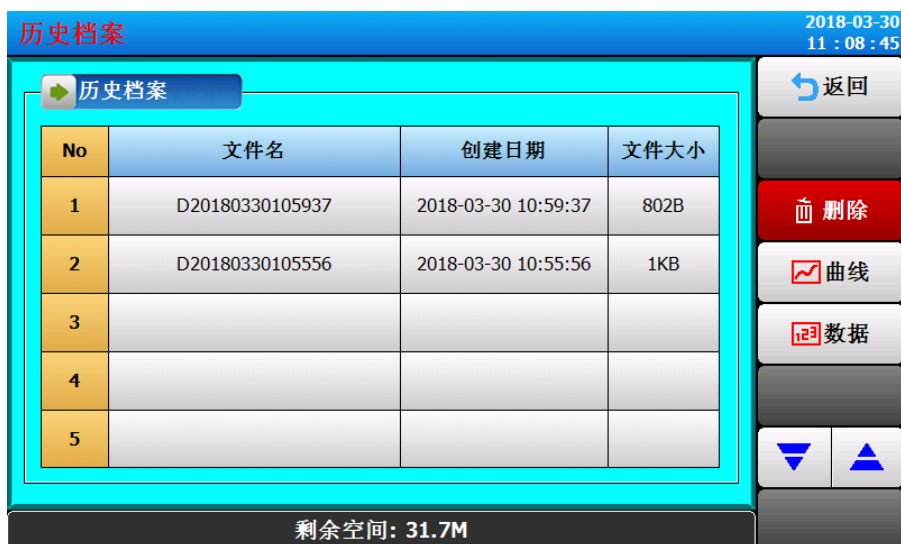 历史档案
2018-03-30
11 : 08 : 45
历史档案
No 文件名 创建日期 文件大小
1 D20180330105937 2018-03-30 10:59:37 802B
2 D20180330105556 2018-03-30 10:55:56 1KB
3
4
5
返回
删除
曲线
123 数据
剩余空间: 31.7M